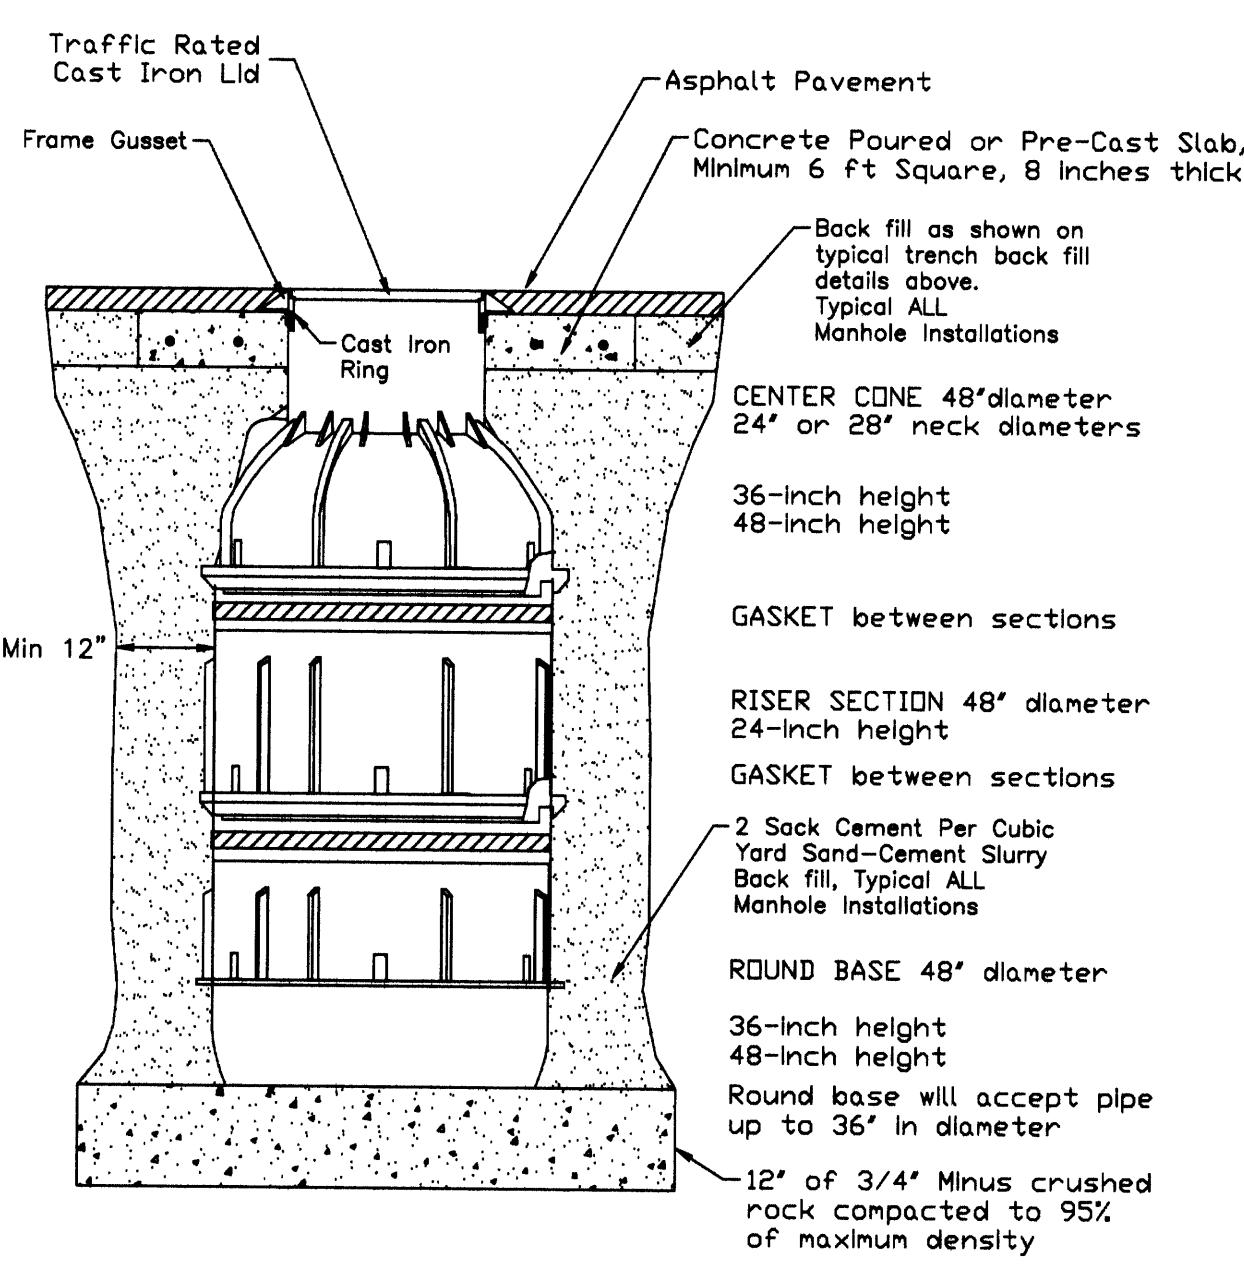 Traffic Rated
Cast Iron Lid
Asphalt Pavement
Frame Gusset
Concrete Poured or Pre-Cast Slab,
Minimum 6 ft Square, 8 inches thick
Back fill as shown on
typical trench back fill
details above.
Typical ALL
Manhole Installations
Cast Iron
Ring
CENTER CONE 48"diameter
24" or 28" neck diameters
36-inch height
48-inch height
GASKET between sections
Min 12"
RISER SECTION 48" diameter
24-inch height
GASKET between sections
2 Sack Cement Per Cubic
Yard Sand-Cement Slurry
Back fill, Typical ALL
Manhole Installations
ROUND BASE 48" diameter
36-inch height
48-inch height
Round base will accept pipe
up to 36" in diameter
12" of 3/4" Minus crushed
rock compacted to 95%
of maximum density